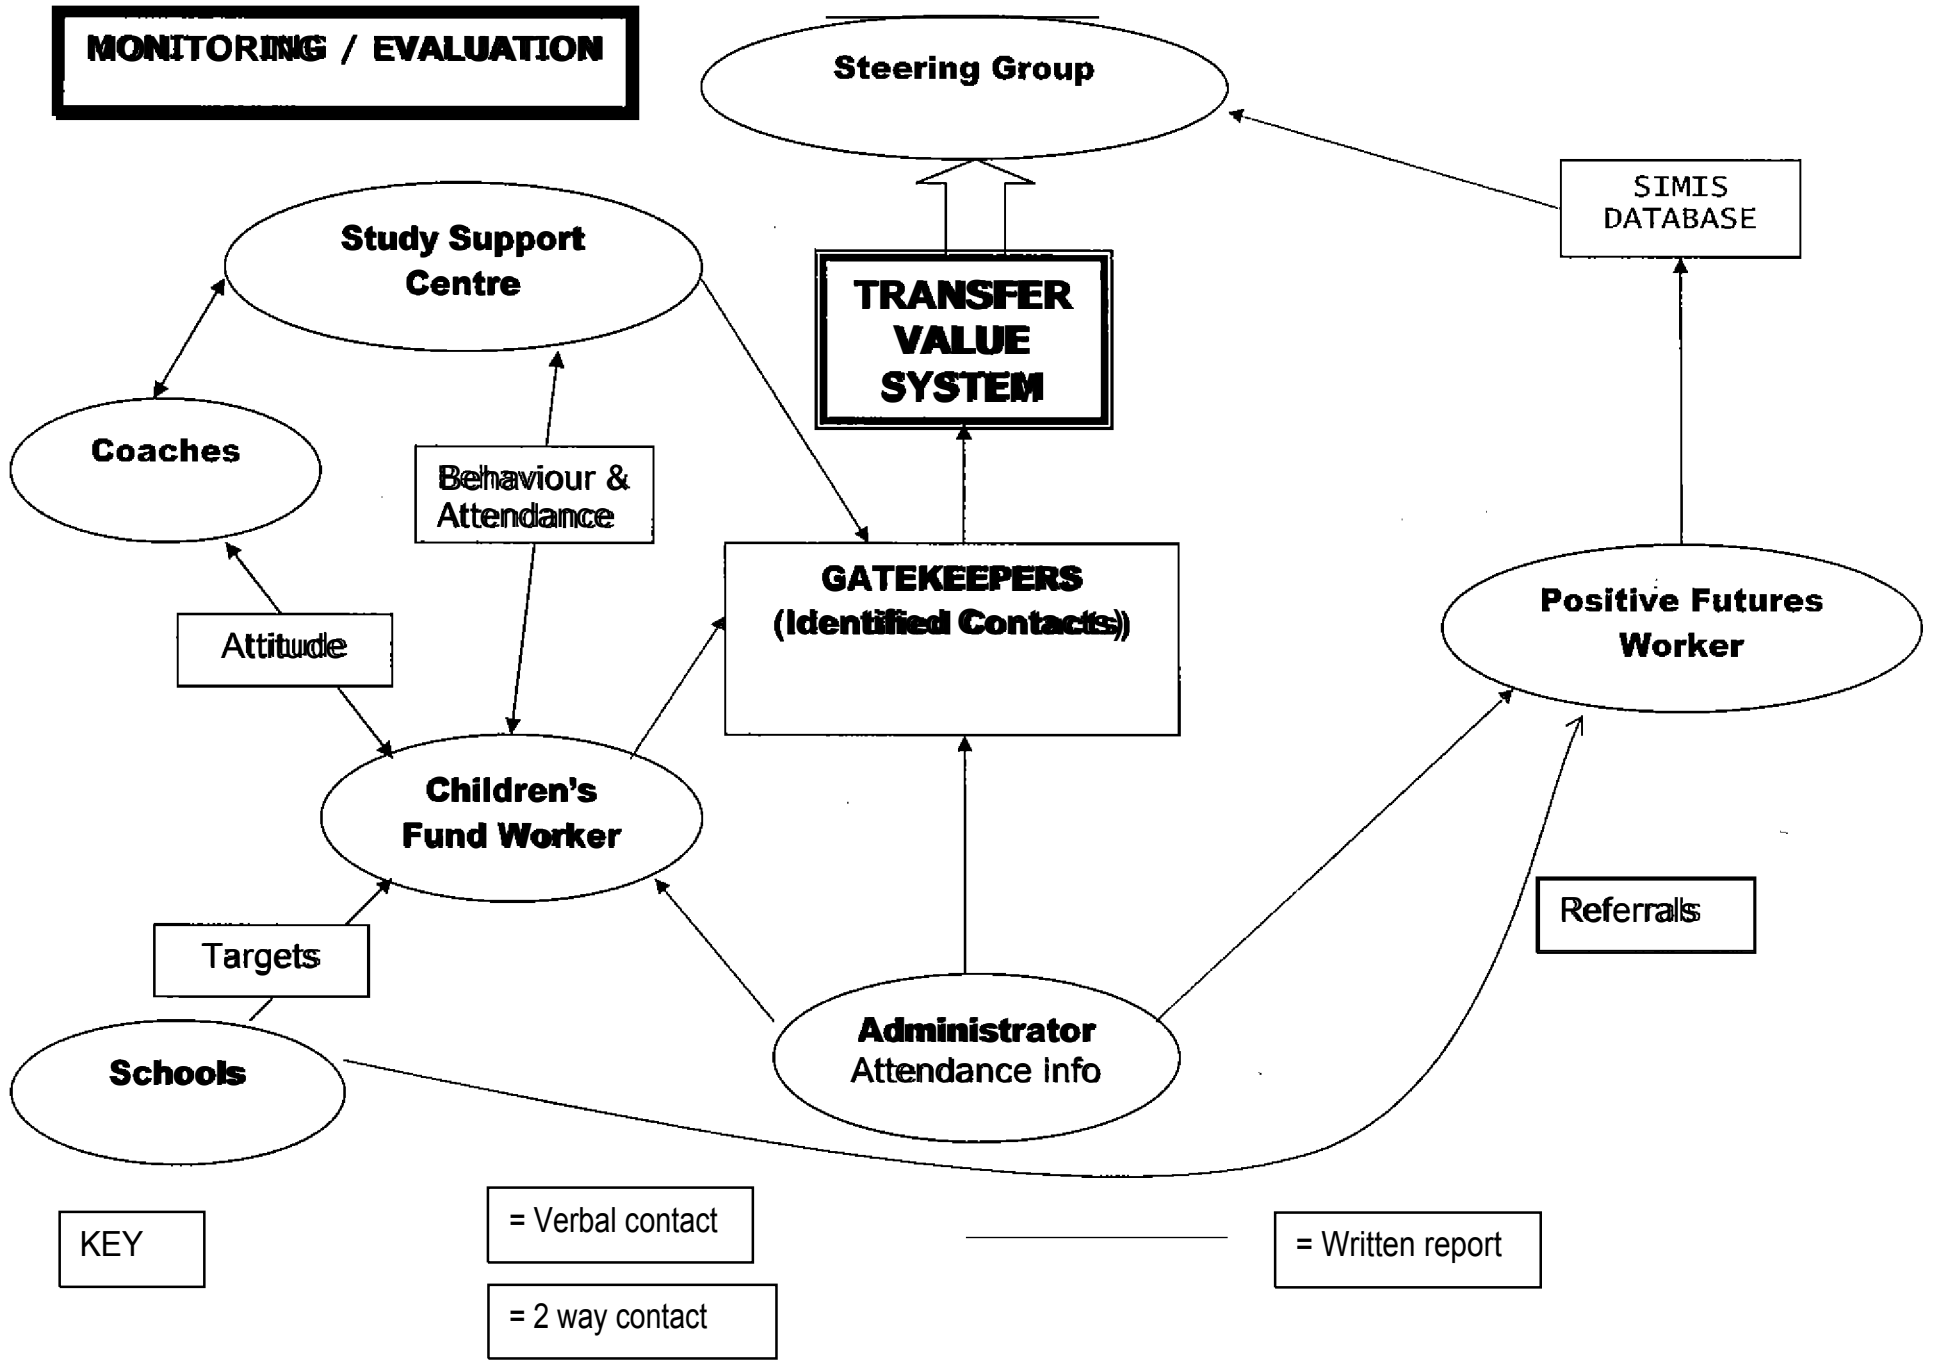 MONITORING / EVALUATION
Steering Group
SIMIS
DATABASE
Study Support
Centre
TRANSFER
VALUE
SYSTEM
Coaches
Behaviour &
Attendance
GATEKEEPERS
(Identified Contacts)
Positive Futures
Worker
Attitude
Children's
Fund Worker
Referrals
Targets
Administrator
Attendance info
Schools
KEY
= Verbal contact
= Written report
= 2 way contact